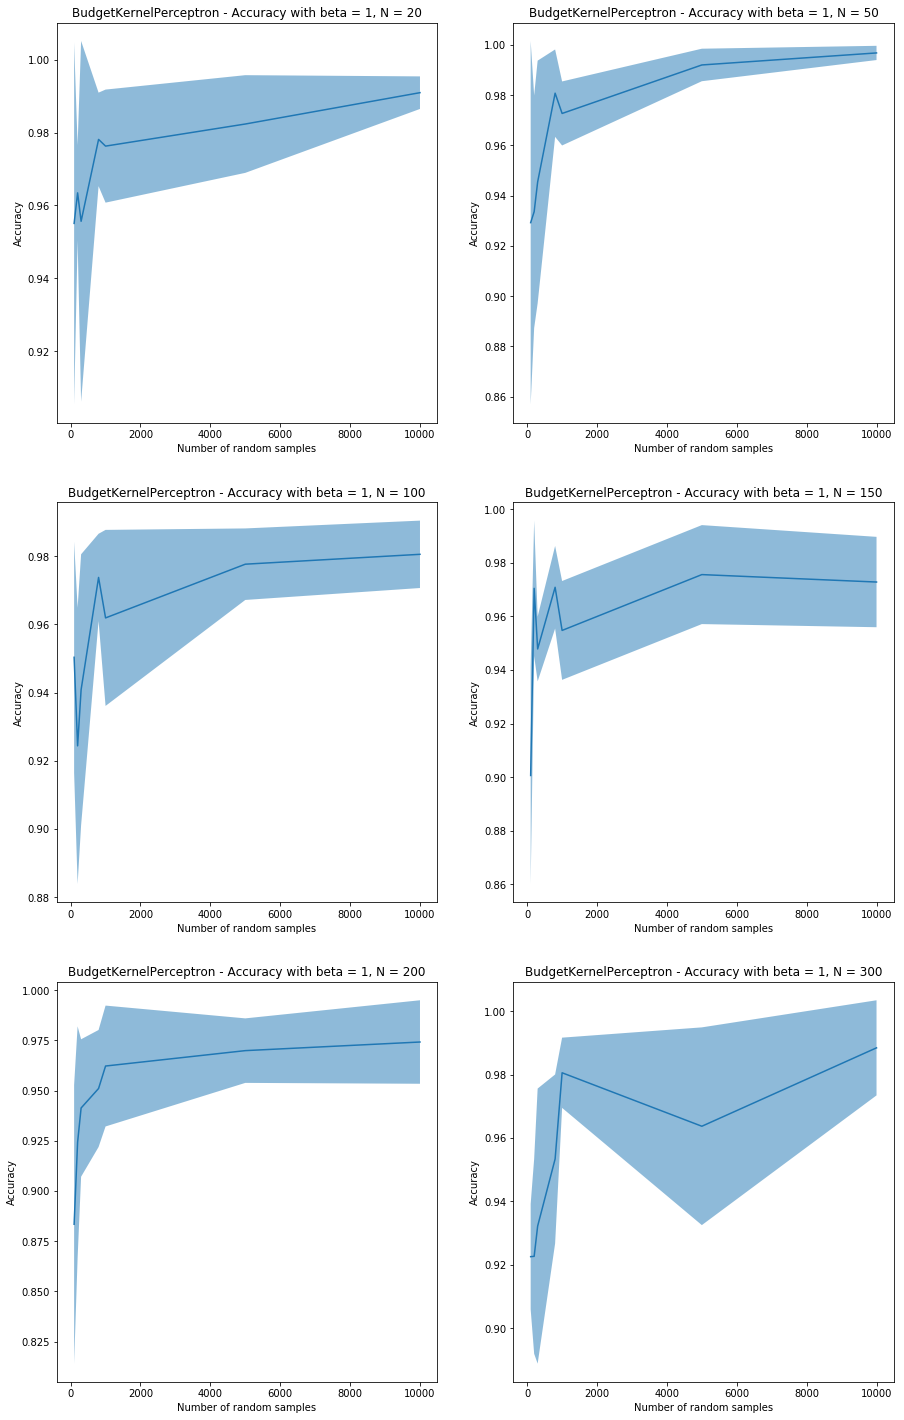 BudgetKernelPerceptron - Accuracy with beta = 1, N = 20
1.00
0.98
0.96
0.94
0.92
Accuracy
0 2000 4000 6000 8000 10000
Number of random samples
BudgetKernelPerceptron - Accuracy with beta = 1, N = 50
1.00
0.98
0.96
0.94
0.92
0.90
0.88
0.86
Accuracy
0 2000 4000 6000 8000 10000
Number of random samples
BudgetKernelPerceptron - Accuracy with beta = 1, N = 100
0.98
0.96
0.94
0.92
0.90
0.88
Accuracy
0 2000 4000 6000 8000 10000
Number of random samples
BudgetKernelPerceptron - Accuracy with beta = 1, N = 150
1.00
0.98
0.96
0.94
0.92
0.90
0.88
0.86
Accuracy
0 2000 4000 6000 8000 10000
Number of random samples
BudgetKernelPerceptron - Accuracy with beta = 1, N = 200
1.000
0.975
0.950
0.925
0.900
0.875
0.850
0.825
Accuracy
0 2000 4000 6000 8000 10000
Number of random samples
BudgetKernelPerceptron - Accuracy with beta = 1, N = 300
1.00
0.98
0.96
0.94
0.92
0.90
Accuracy
0 2000 4000 6000 8000 10000
Number of random samples